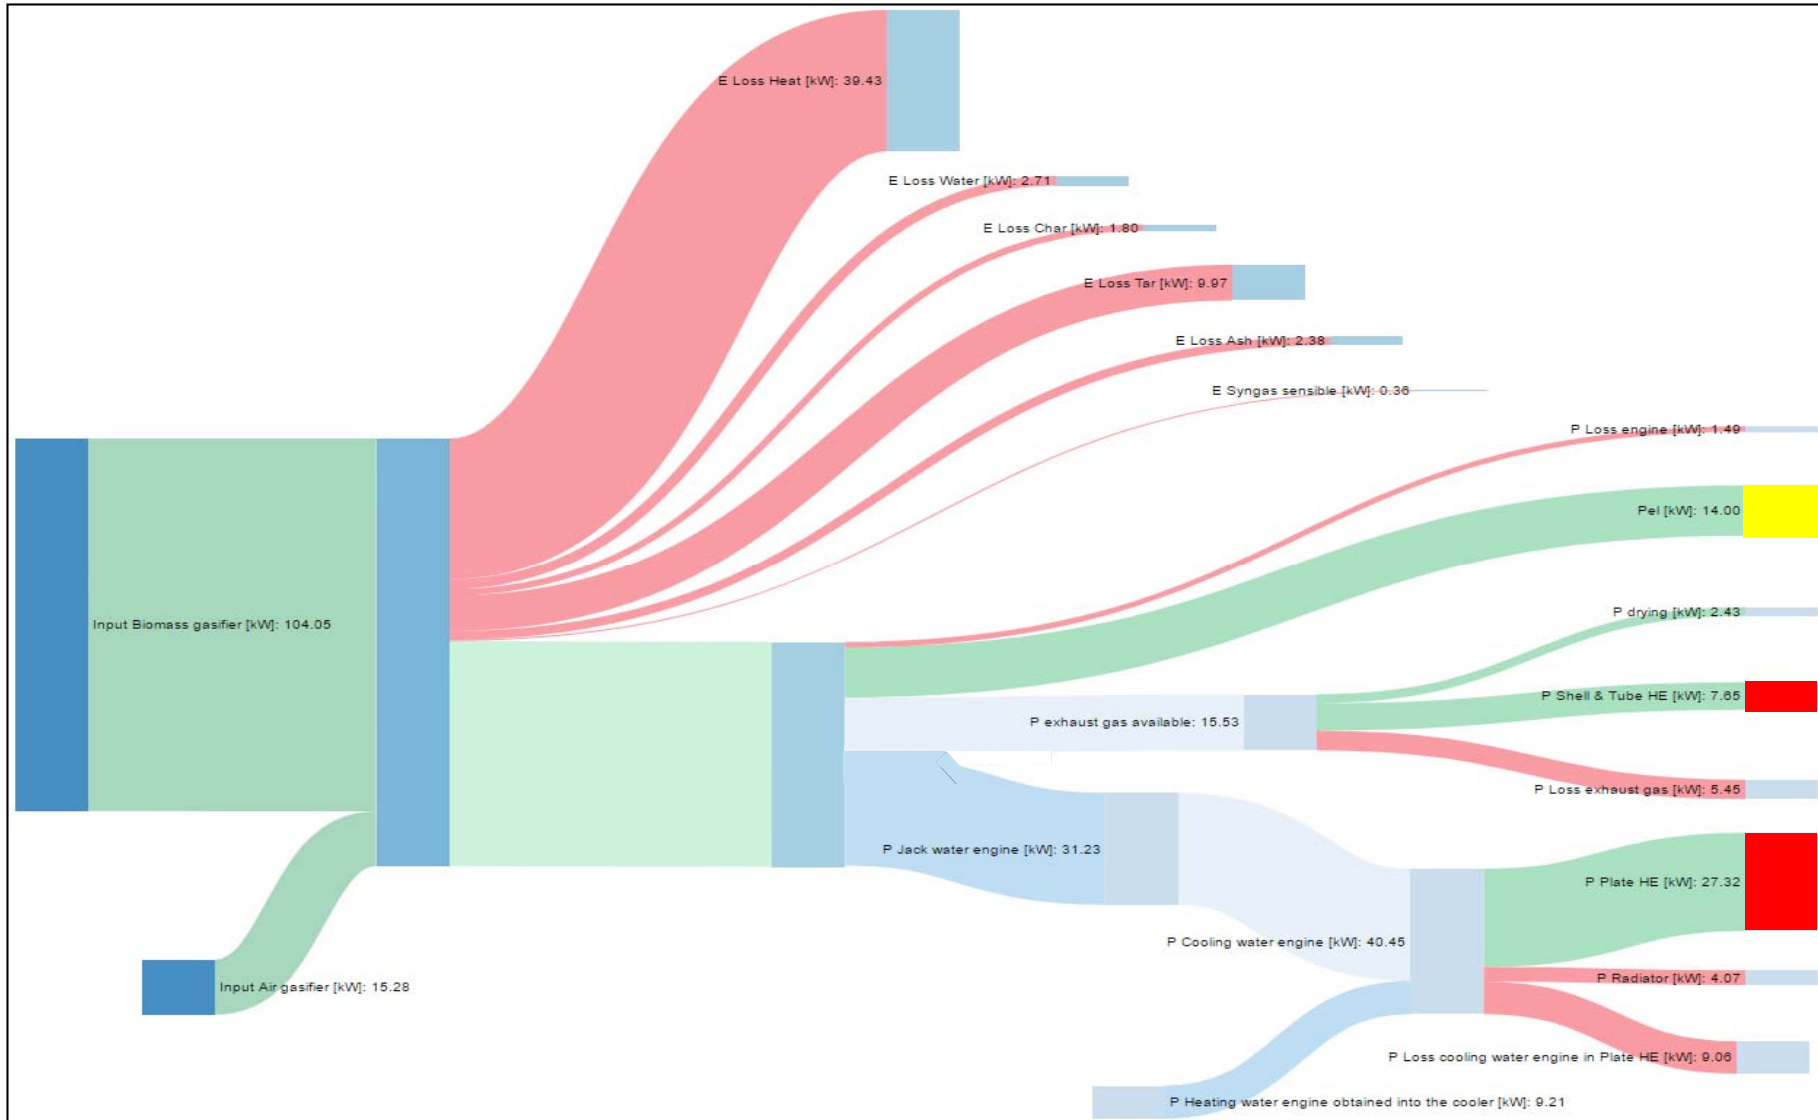 E Loss Heat [kW]: 39.43
E Loss Water [kW]: 2.71
E Loss Char [kW]: 1.80
E Loss Tar [kW]: 9.97
E Loss Ash [kW]: 2.38
E Syngas sensible [kW]: 0.36
P Loss engine [kW]: 1.49
Pel [kW]: 14.00
P drying [kW]: 2.43
Input Biomass gasifier [kW]: 104.05
P Shell & Tube HE [kW]: 7.65
P exhaust gas available: 15.53
P Loss exhaust gas [kW]: 5.45
P Jack water engine [kW]: 31.23
P Plate HE [kW]: 27.32
P Cooling water engine [kW]: 40.45
P Radiator [kW]: 4.07
Input Air gasifier [kW]: 15.28
P Loss cooling water engine in Plate HE [kW]: 9.06
P Heating water engine obtained into the cooler [kW]: 9.21